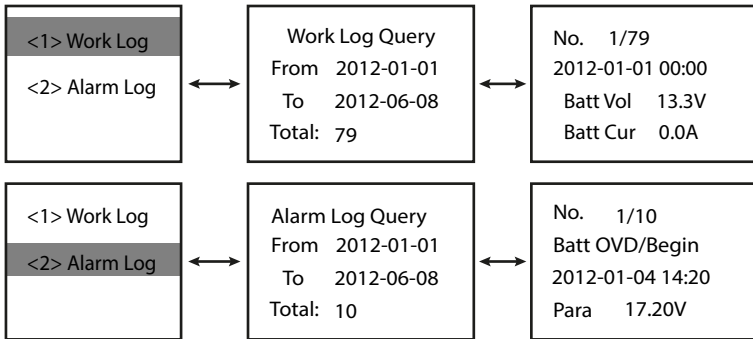 <1> Work Log
<2> Alarm Log
Work Log Query
From 2012-01-01
To 2012-06-08
Total: 79
No. 1/79
2012-01-01 00:00
Batt Vol 13.3V
Batt Cur 0.0A
<1> Work Log
<2> Alarm Log
Alarm Log Query
From 2012-01-01
To 2012-06-08
Total: 10
No. 1/10
Batt OVD/Begin
2012-01-04 14:20
Para 17.20V